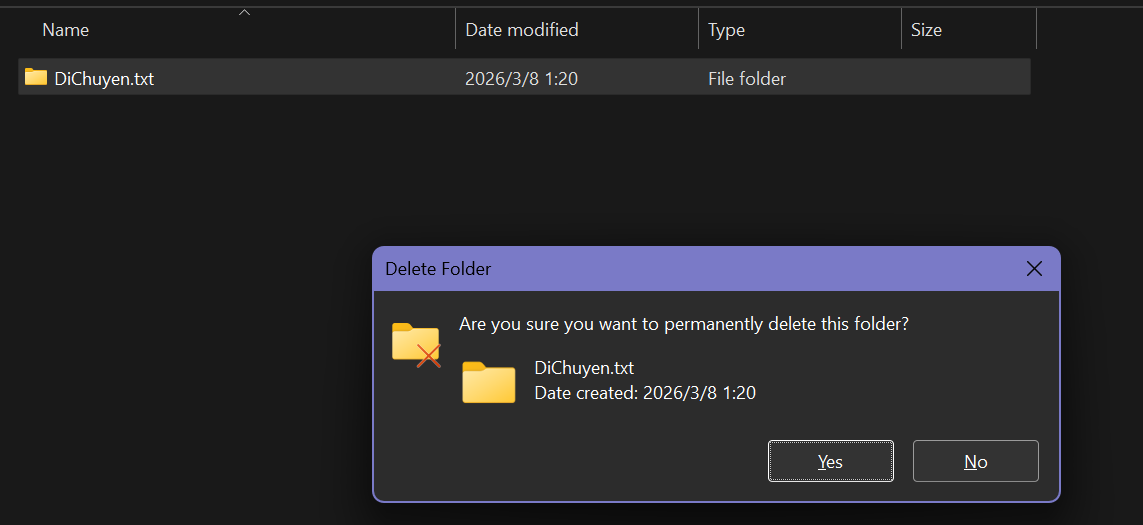 Name Date modified Type Size
DiChuyen.txt 2026/3/8 1:20 File folder
Delete Folder
Are you sure you want to permanently delete this folder?
DiChuyen.txt
Date created: 2026/3/8 1:20
Yes No